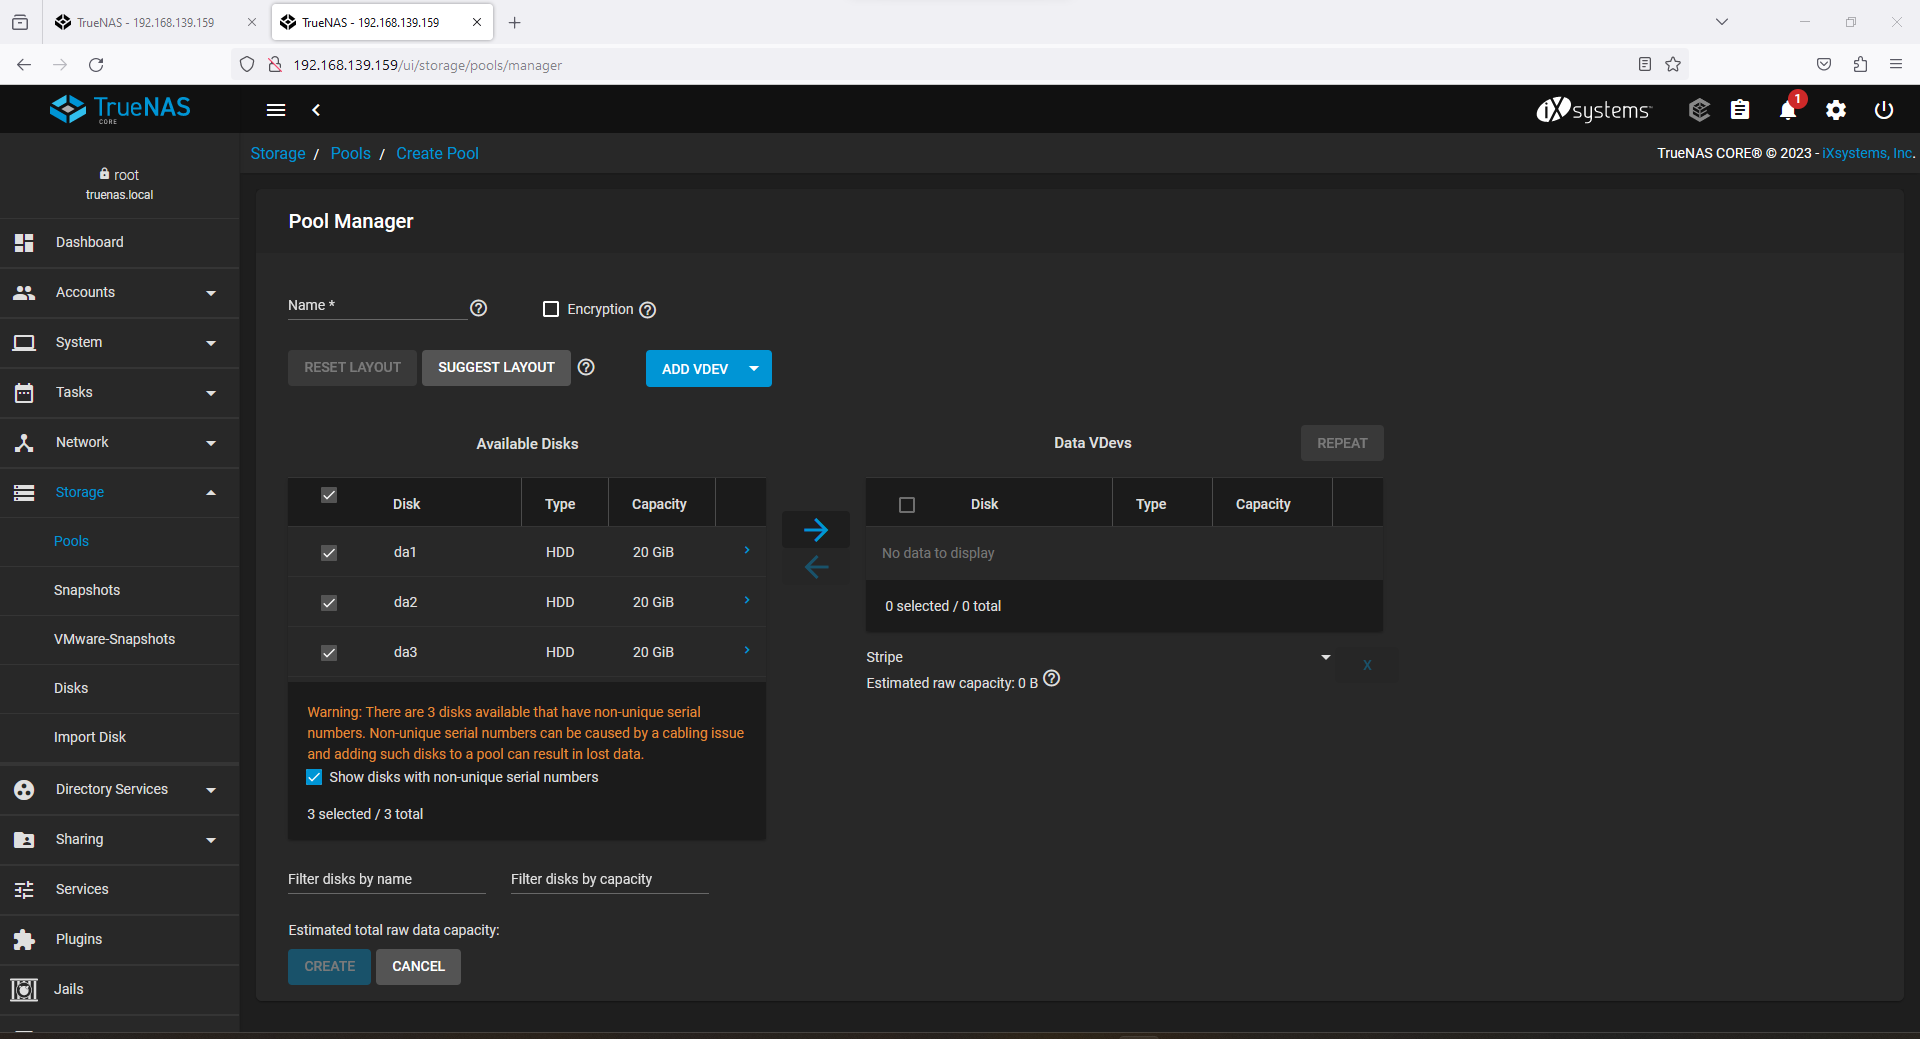 TrueNAS - 192.168.139.159
TrueNAS - 192.168.139.159
192.168.139.159/ui/storage/pools/manager
TrueNAS
CORE
iXsystems
1
Storage / Pools / Create Pool
TrueNAS CORE® © 2023 - iXsystems, Inc.
root
truenas.local
Dashboard
Accounts
System
Tasks
Network
Storage
Pools
Snapshots
VMware-Snapshots
Disks
Import Disk
Directory Services
Sharing
Services
Plugins
Jails
Pool Manager
Name *
Encryption
RESET LAYOUT
SUGGEST LAYOUT
ADD VDEV
Available Disks
Disk Type Capacity
da1 HDD 20 GiB
da2 HDD 20 GiB
da3 HDD 20 GiB
Warning: There are 3 disks available that have non-unique serial
numbers. Non-unique serial numbers can be caused by a cabling issue
and adding such disks to a pool can result in lost data.
Show disks with non-unique serial numbers
3 selected / 3 total
Filter disks by name
Filter disks by capacity
Estimated total raw data capacity:
CREATE
CANCEL
Data VDevs
REPEAT
Disk Type Capacity
No data to display
0 selected / 0 total
Stripe
X
Estimated raw capacity: 0 B